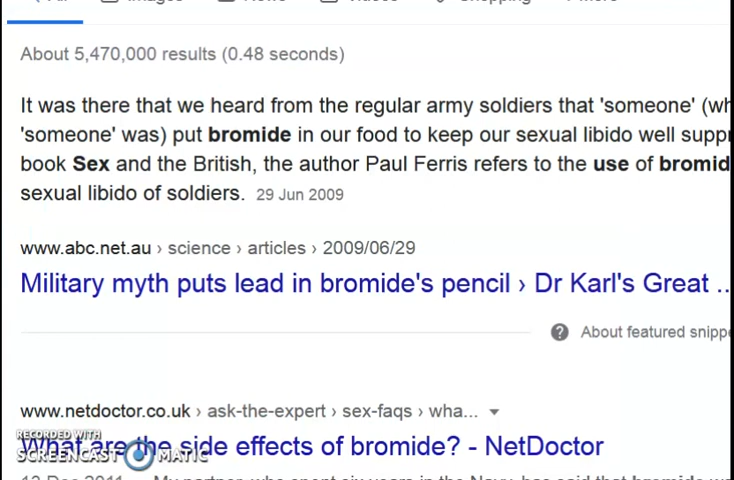 About 5,470,000 results (0.48 seconds)
It was there that we heard from the regular army soldiers that 'someone' (wh
'someone' was) put bromide in our food to keep our sexual libido well suppr
book Sex and the British, the author Paul Ferris refers to the use of bromid
sexual libido of soldiers. 29 Jun 2009
www.abc.net.au › science › articles › 2009/06/29
Military myth puts lead in bromide's pencil › Dr Karl's Great ..
About featured snippe
www.netdoctor.co.uk › ask-the-expert › sex-faqs › wha...
What are the side effects of bromide? - NetDoctor
RECORDED WITH
SCREENCAST MATIC